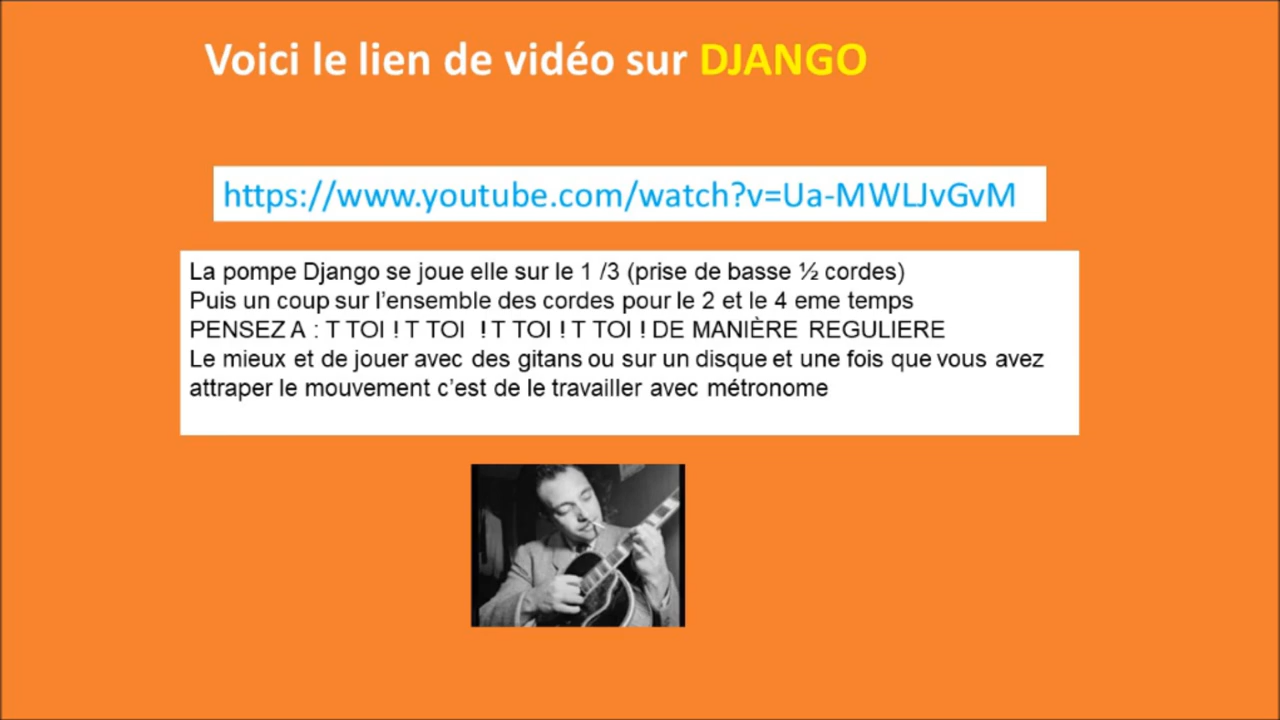 Voici le lien de vidéo sur DJANGO
https://www.youtube.com/watch?v=Ua-MWLJvGvM
La pompe Django se joue elle sur le 1 /3 (prise de basse ½ cordes)
Puis un coup sur l’ensemble des cordes pour le 2 et le 4 eme temps
PENSEZ A : T TOI ! T TOI  ! T TOI ! T TOI ! DE MANIÈRE REGULIERE
Le mieux et de jouer avec des gitans ou sur un disque et une fois que vous avez
attraper le mouvement c’est de le travailler avec métronome